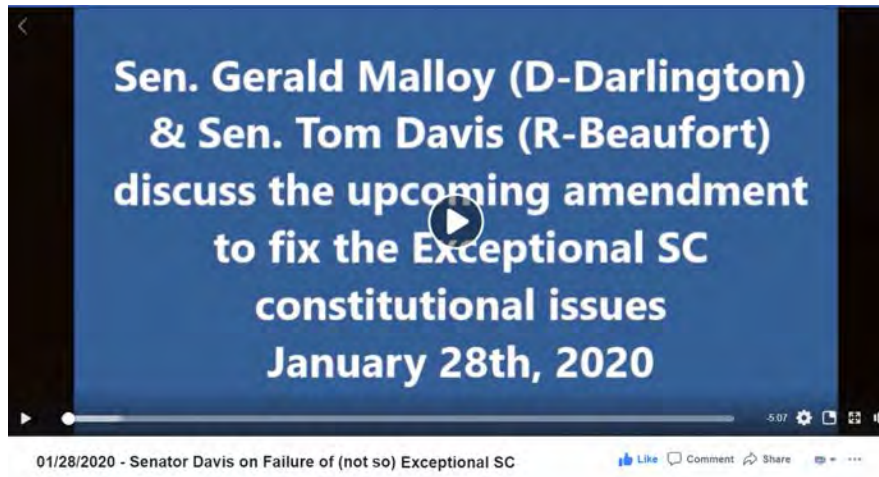 Sen. Gerald Malloy (D-Darlington)
& Sen. Tom Davis (R-Beaufort)
discuss the upcoming amendment
to fix the Exceptional SC
constitutional issues
January 28th, 2020
-5:07
01/28/2020 - Senator Davis on Failure of (not so) Exceptional SC
Like Comment Share